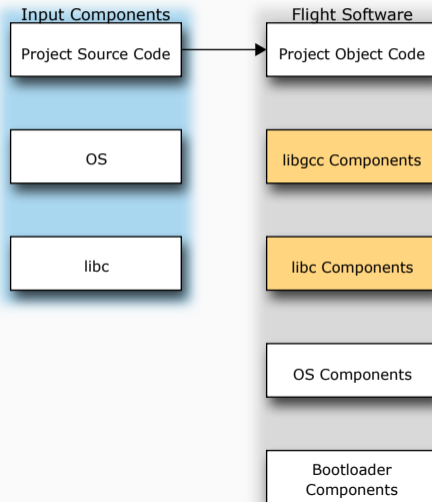 Input Components
Flight Software
Project Source Code
Project Object Code
OS
libgcc Components
libc
libc Components
OS Components
Bootloader
Components